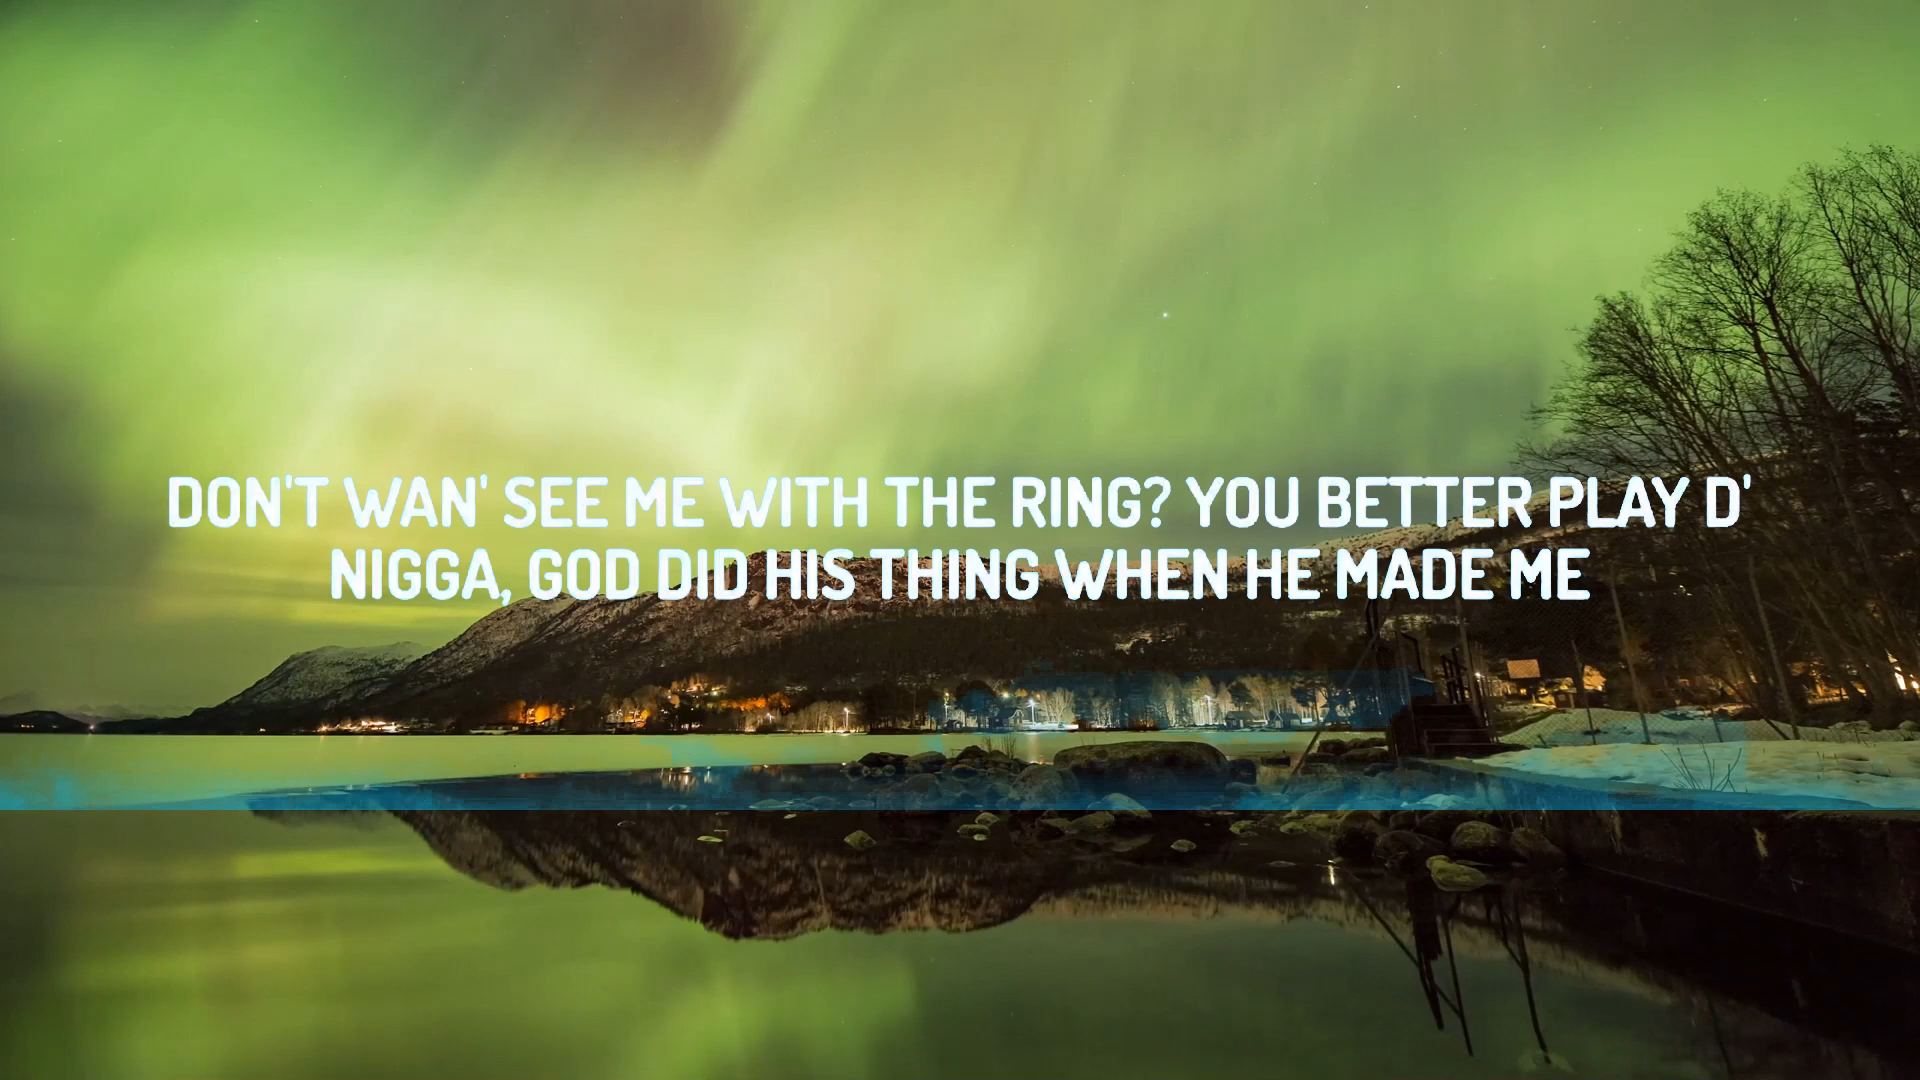 DON'T WAN' SEE ME WITH THE RING? YOU BETTER PLAY D'
NIGGA, GOD DID HIS THING WHEN HE MADE ME